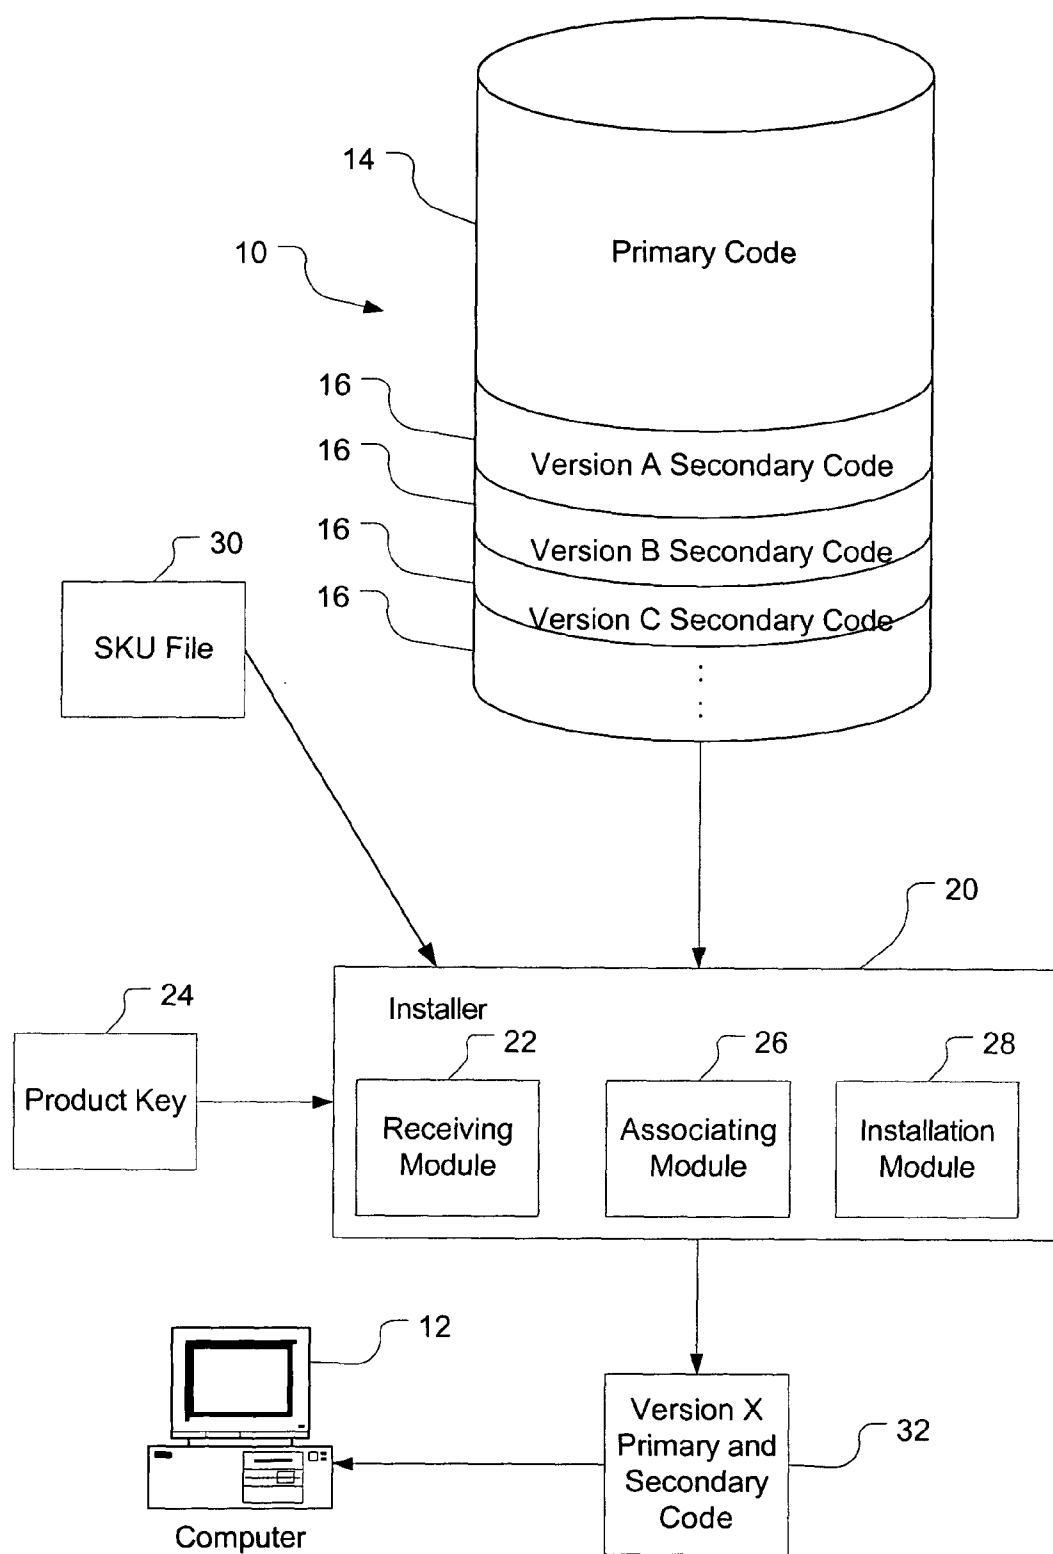 14
Primary Code
10
16
Version A Secondary Code
16
Version B Secondary Code
16
Version C Secondary Code
16
30
SKU File
20
Installer
24
Product Key
22
Receiving
Module
26
Associating
Module
28
Installation
Module
12
Computer
Version X
Primary and
Secondary
Code
32